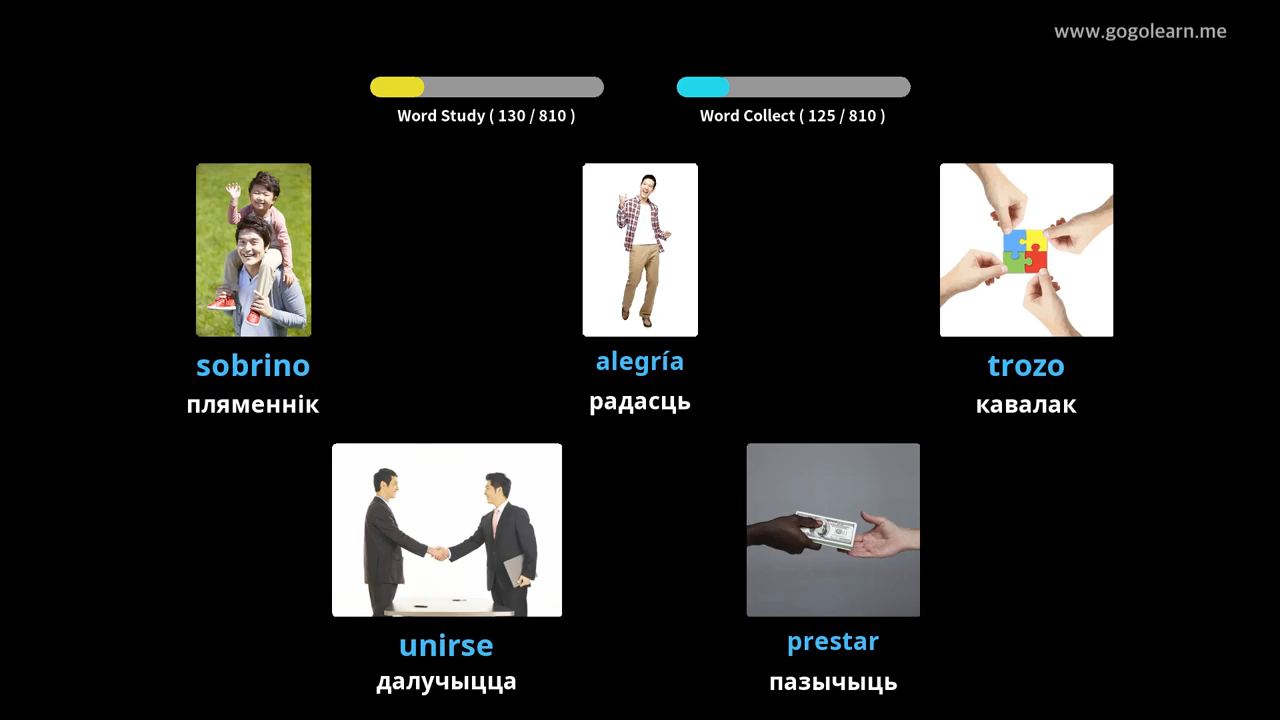 www.gogolearn.me
Word Study ( 130 / 810 )
Word Collect ( 125 / 810 )
sobrino
пляменнік
alegría
радасць
trozo
кавалак
unirse
далучыцца
prestar
пазычыць